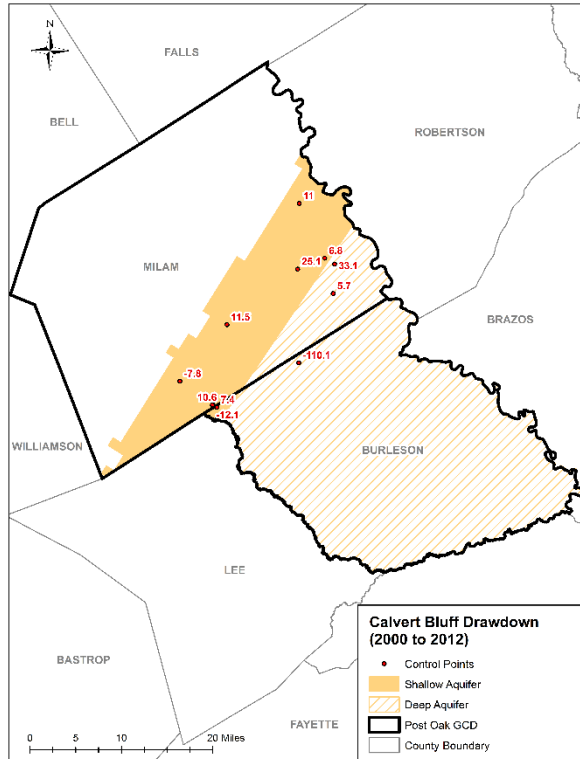 N
FALLS
BELL
ROBERTSON
11
6.8
25.1
33.1
MILAM
5.7
BRAZOS
11.5
-110.1
-7.8
10.6
7.4
-12.1
WILLIAMSON
BURLESON
LEE
BASTROP
FAYETTE
Calvert Bluff Drawdown
(2000 to 2012)
Control Points
Shallow Aquifer
Deep Aquifer
Post Oak GCD
County Boundary
0 5 10 20 Miles